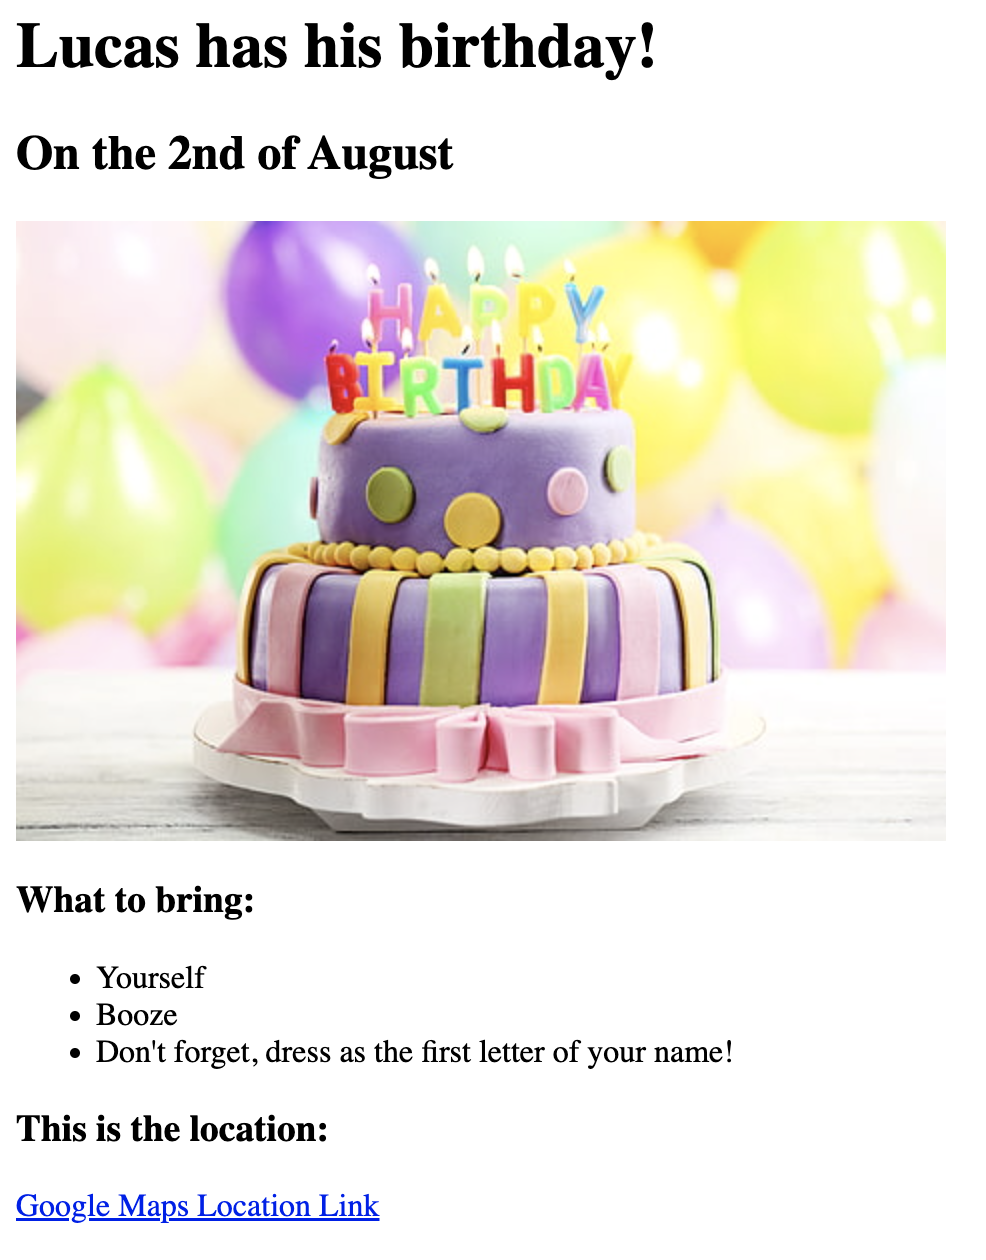 Lucas has his birthday!
On the 2nd of August
HAPPY
BIRTHDAY
What to bring:
Yourself
Booze
Don't forget, dress as the first letter of your name!
This is the location:
Google Maps Location Link